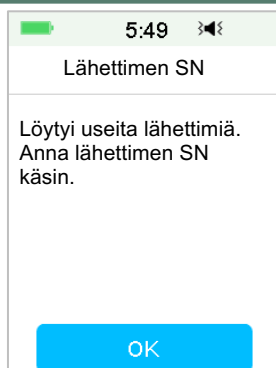 5:49
Lähettimen SN
Löytyi useita lähettimiä.
Anna lähettimen SN
käsin.
OK